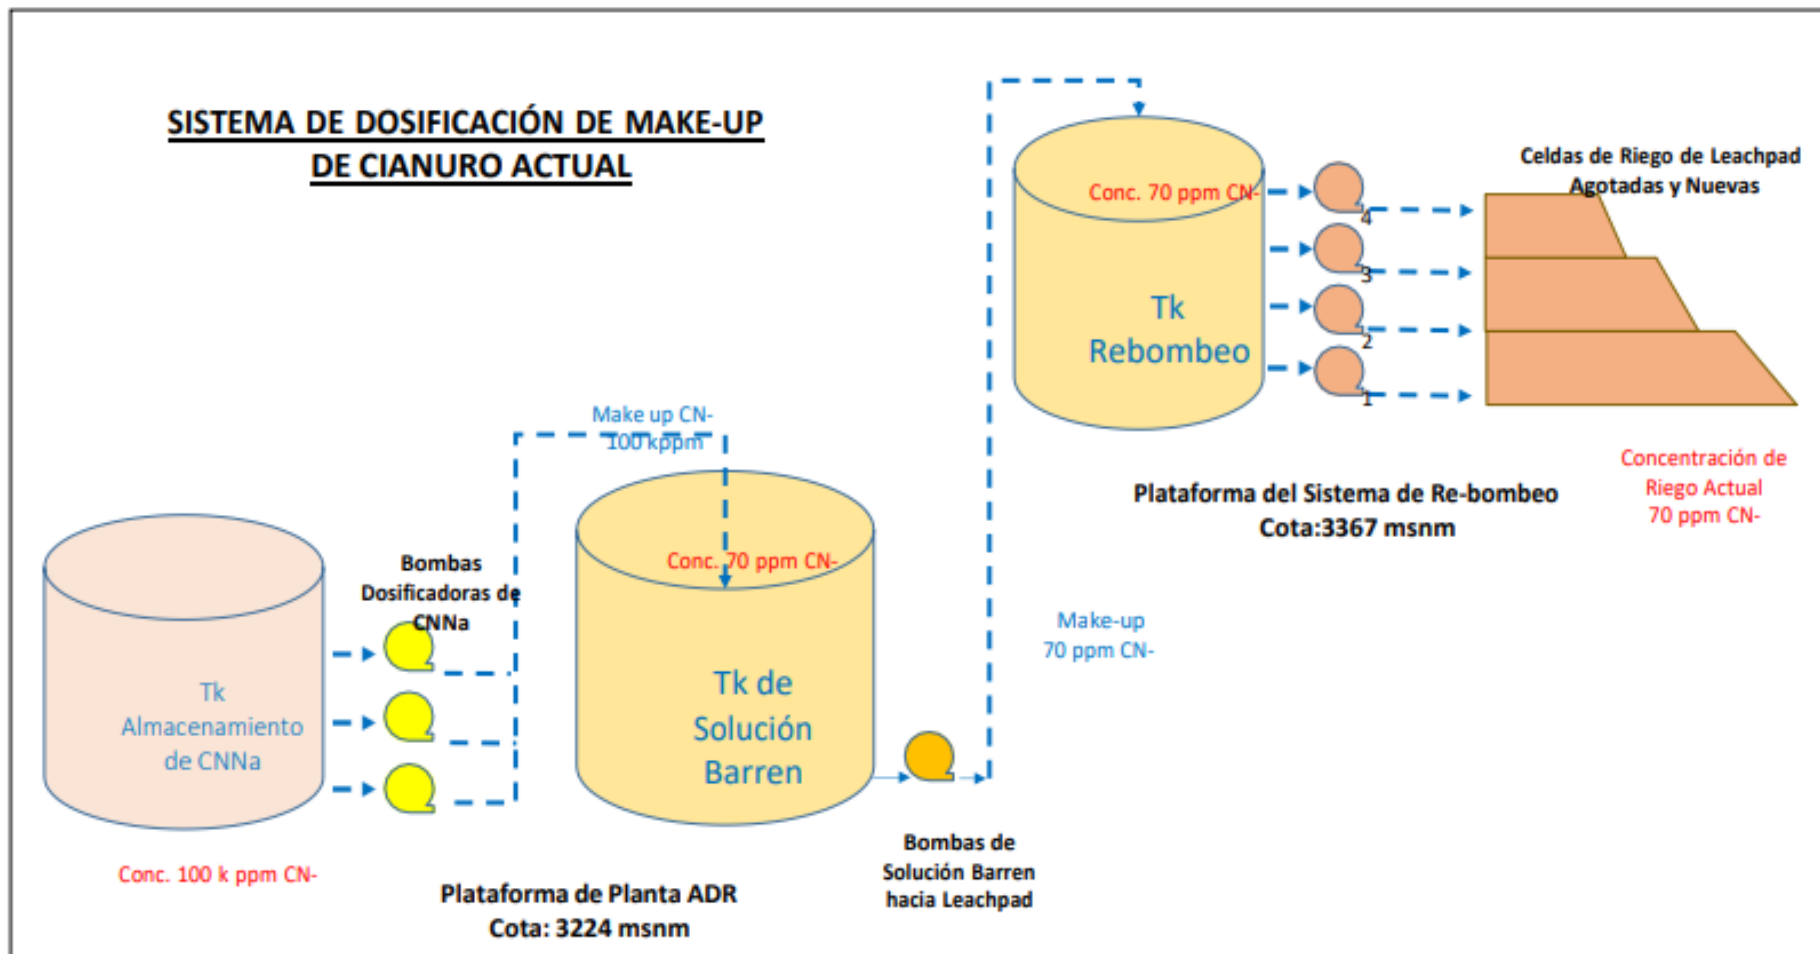 SISTEMA DE DOSIFICACIÓN DE MAKE-UP
DE CIANURO ACTUAL
Conc. 70 ppm CN-
Tk
Rebombeo
4
3
2
1
Celdas de Riego de Leachpad
Agotadas y Nuevas
Concentración de
Riego Actual
70 ppm CN-
Plataforma del Sistema de Re-bombeo
Cota:3367 msnm
Make up CN-
100 kppm
Bombas
Dosificadoras de
CNNa
Conc. 70 ppm CN-
Make-up
70 ppm CN-
Tk
Almacenamiento
de CNNa
Tk de
Solución
Barren
Conc. 100 k ppm CN-
Plataforma de Planta ADR
Cota: 3224 msnm
Bombas de
Solución Barren
hacia Leachpad